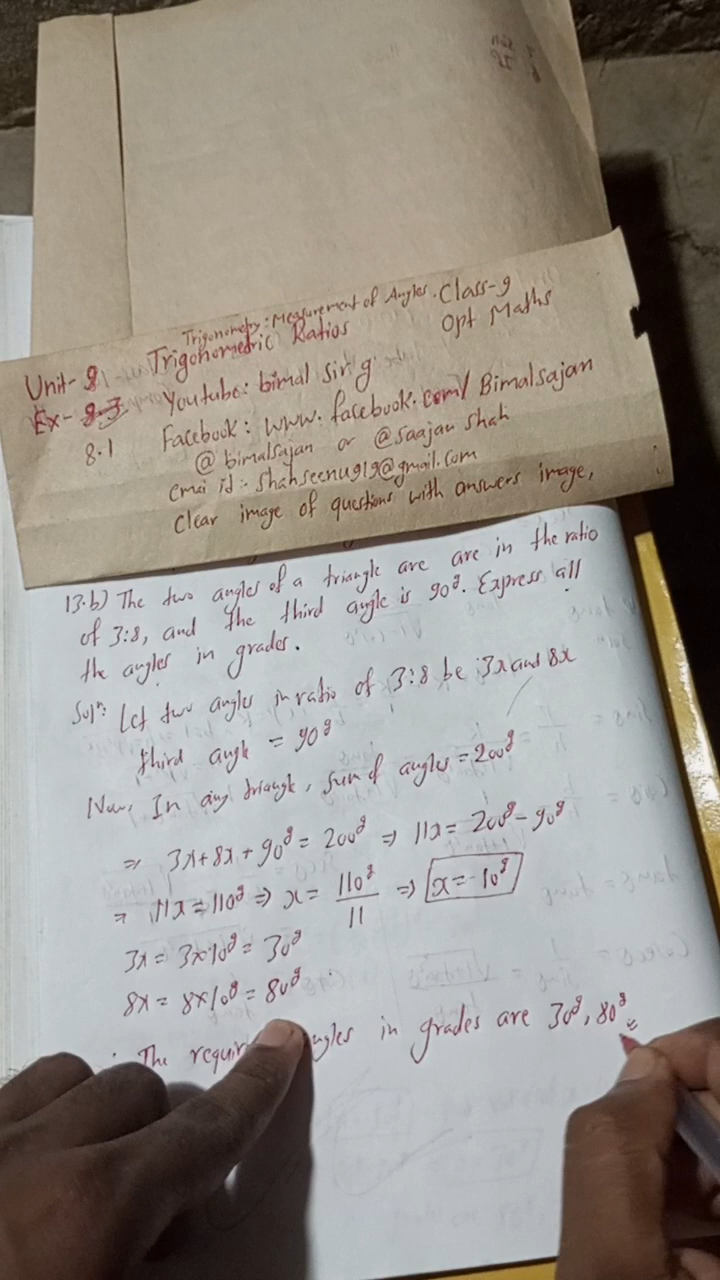 Trigonometry: Measurement of Angles. Class-9
Unit-8 Trigonometric Ratios Opt Maths
Ex-8.3 Youtube: bimal sir g
8.1 Facebook: www.facebook.com/Bimalsajan
@bimalsajan or @saajan shah
emai id:- shahseenu919@gmail.com
Clear image of questions with answers image,
13.b) The two angles of a triangle are are in the ratio
of 3:8, and the third angle is 90g. Express all
the angles in grades.
Soln: Let two angles in ratio of 3:8 be 3x and 8x
third angle = 90g
Now, In any triangle, sum of angles = 200g
=> 3x+8x+90g = 200g => 11x = 200g-90g
=> 11x = 110g => x = 110g/11 => x = 10g
3x = 3x10g = 30g
8x = 8x10g = 80g
The angles in grades are 30g, 80g